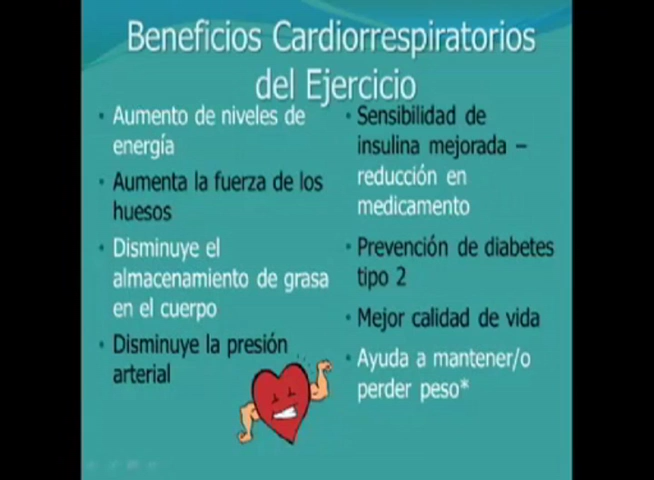 Beneficios Cardiorrespiratorios
del Ejercicio
• Aumento de niveles de
energía
• Aumenta la fuerza de los
huesos
• Disminuye el
almacenamiento de grasa
en el cuerpo
• Disminuye la presión
arterial
• Sensibilidad de
insulina mejorada –
reducción en
medicamento
• Prevención de diabetes
tipo 2
• Mejor calidad de vida
• Ayuda a mantener/o
perder peso*